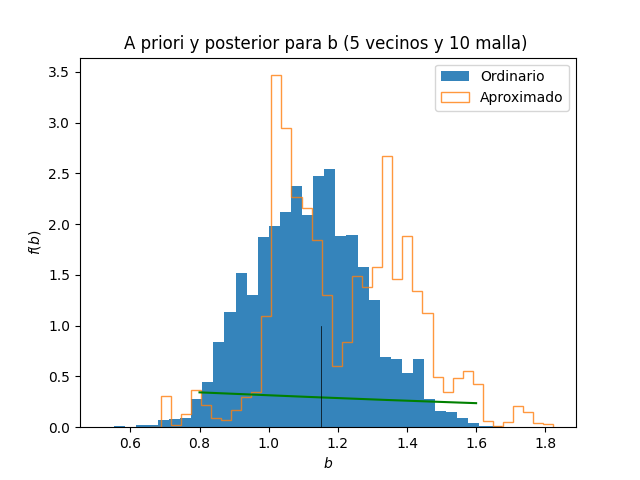 A priori y posterior para b (5 vecinos y 10 malla)
Ordinario
Aproximado
f(b)
3.5
3.0
2.5
2.0
1.5
1.0
0.5
0.0
0.6 0.8 1.0 1.2 1.4 1.6 1.8
b